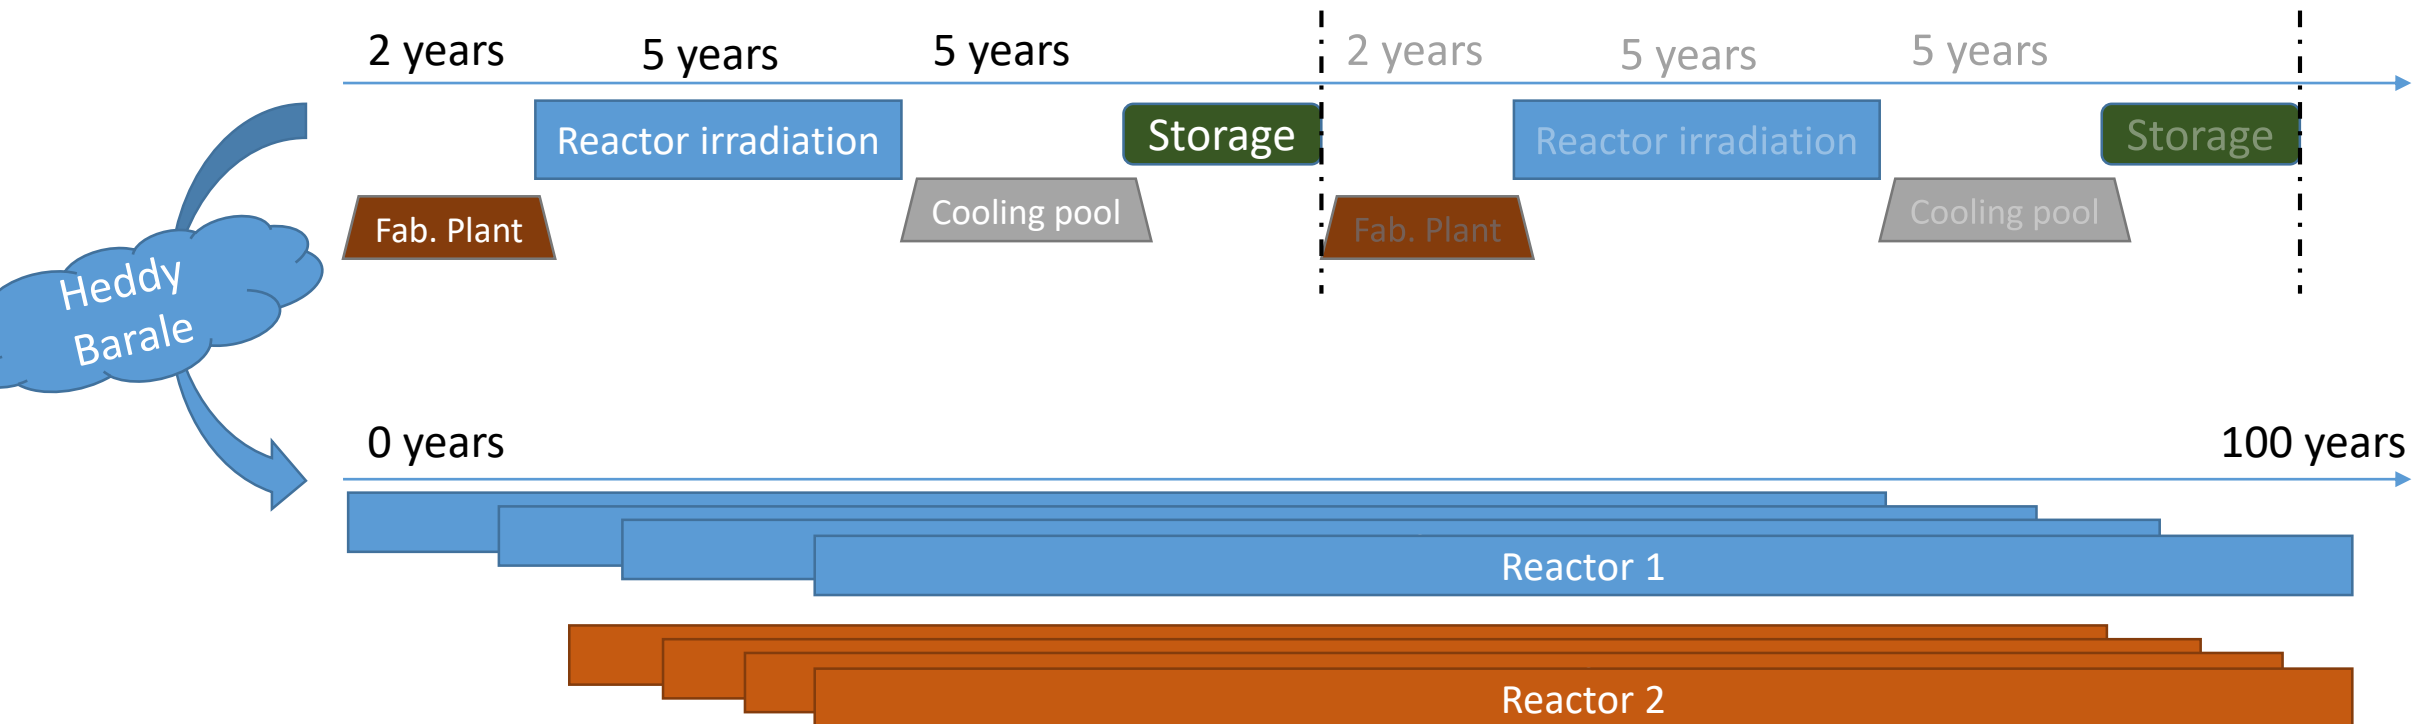 2 years
5 years
5 years
2 years
5 years
5 years
Reactor irradiation
Storage
Reactor irradiation
Storage
Fab. Plant
Cooling pool
Fab. Plant
Cooling pool
Heddy
Barale
0 years
100 years
Reactor 1
Reactor 2